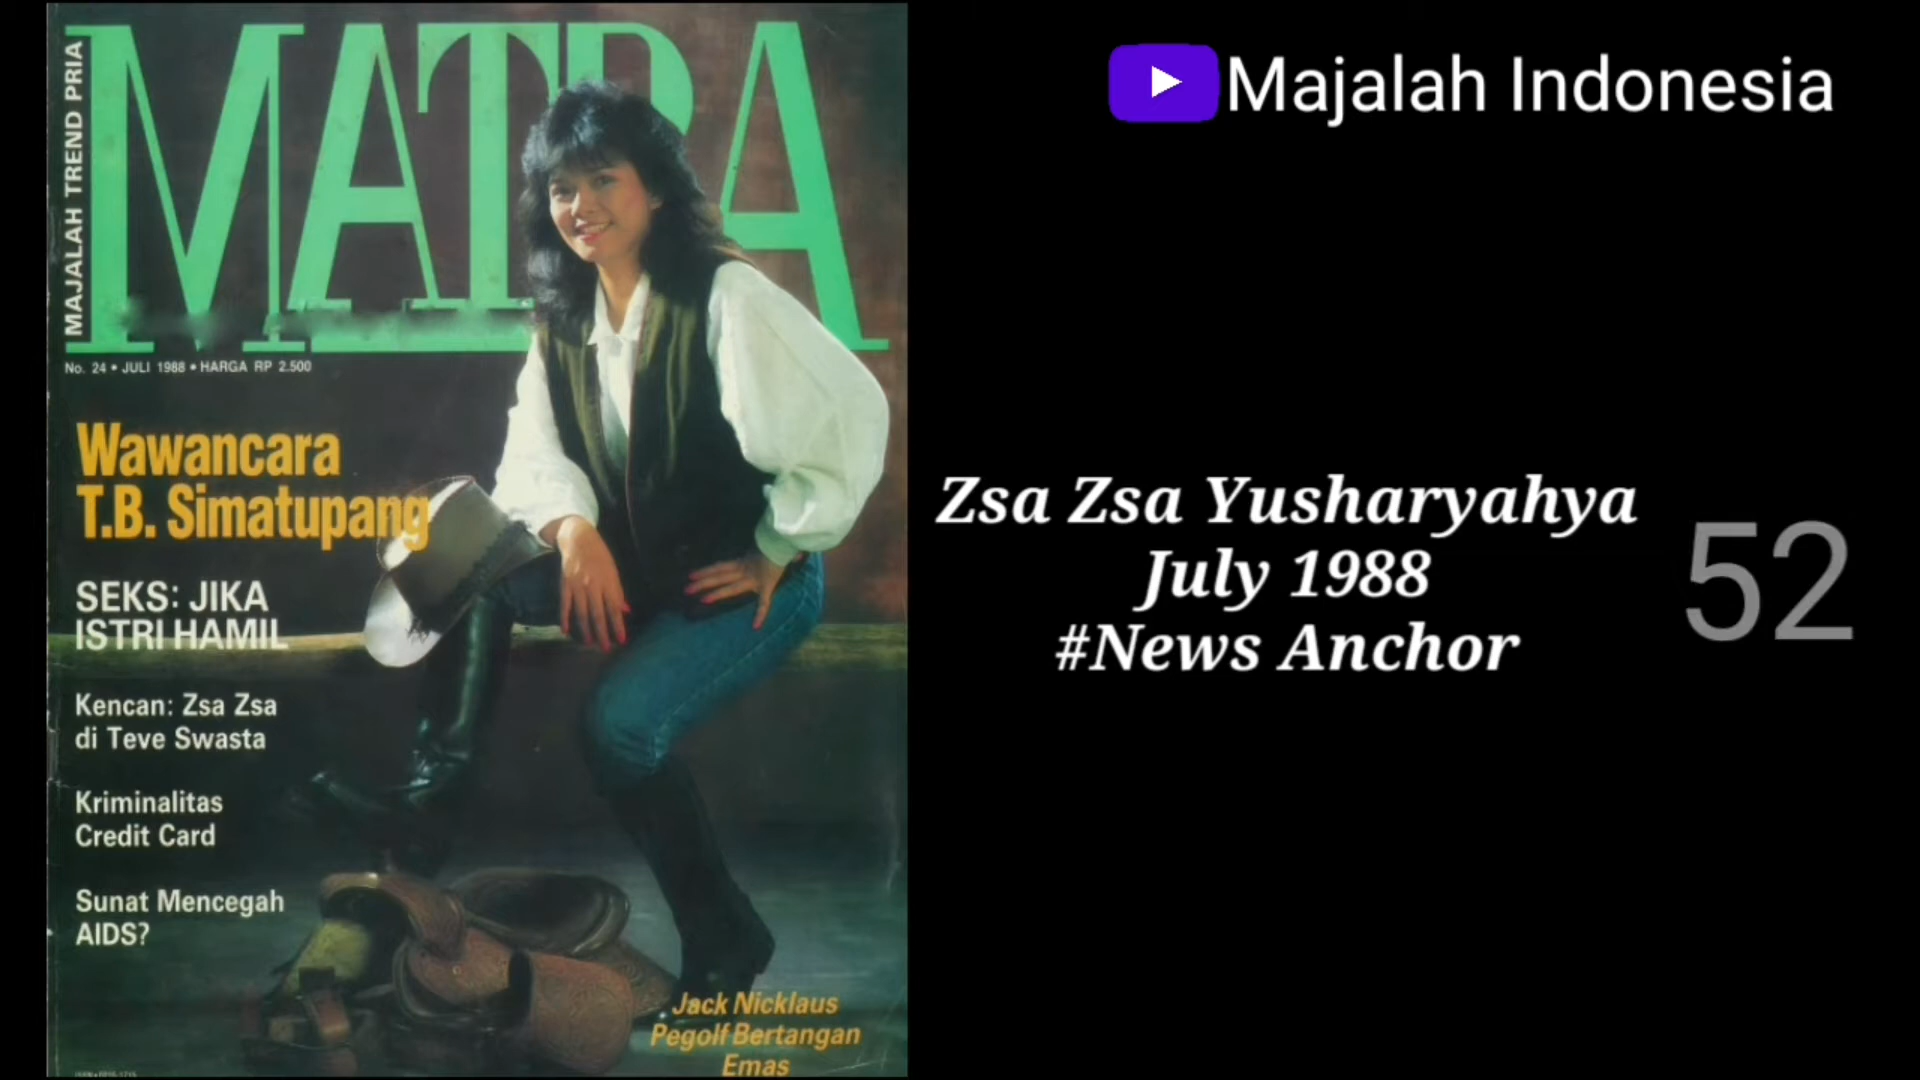 MATRA
MAJALAH TREND PRIA
No. 24 • JULI 1988 • HARGA RP 2.500
Wawancara
T.B. Simatupang
SEKS: JIKA
ISTRI HAMIL
Kencan: Zsa Zsa
di Teve Swasta
Kriminalitas
Credit Card
Sunat Mencegah
AIDS?
Jack Nicklaus
Pegolf Bertangan
Emas
Majalah Indonesia
Zsa Zsa Yusharyahya
July 1988
#News Anchor
52